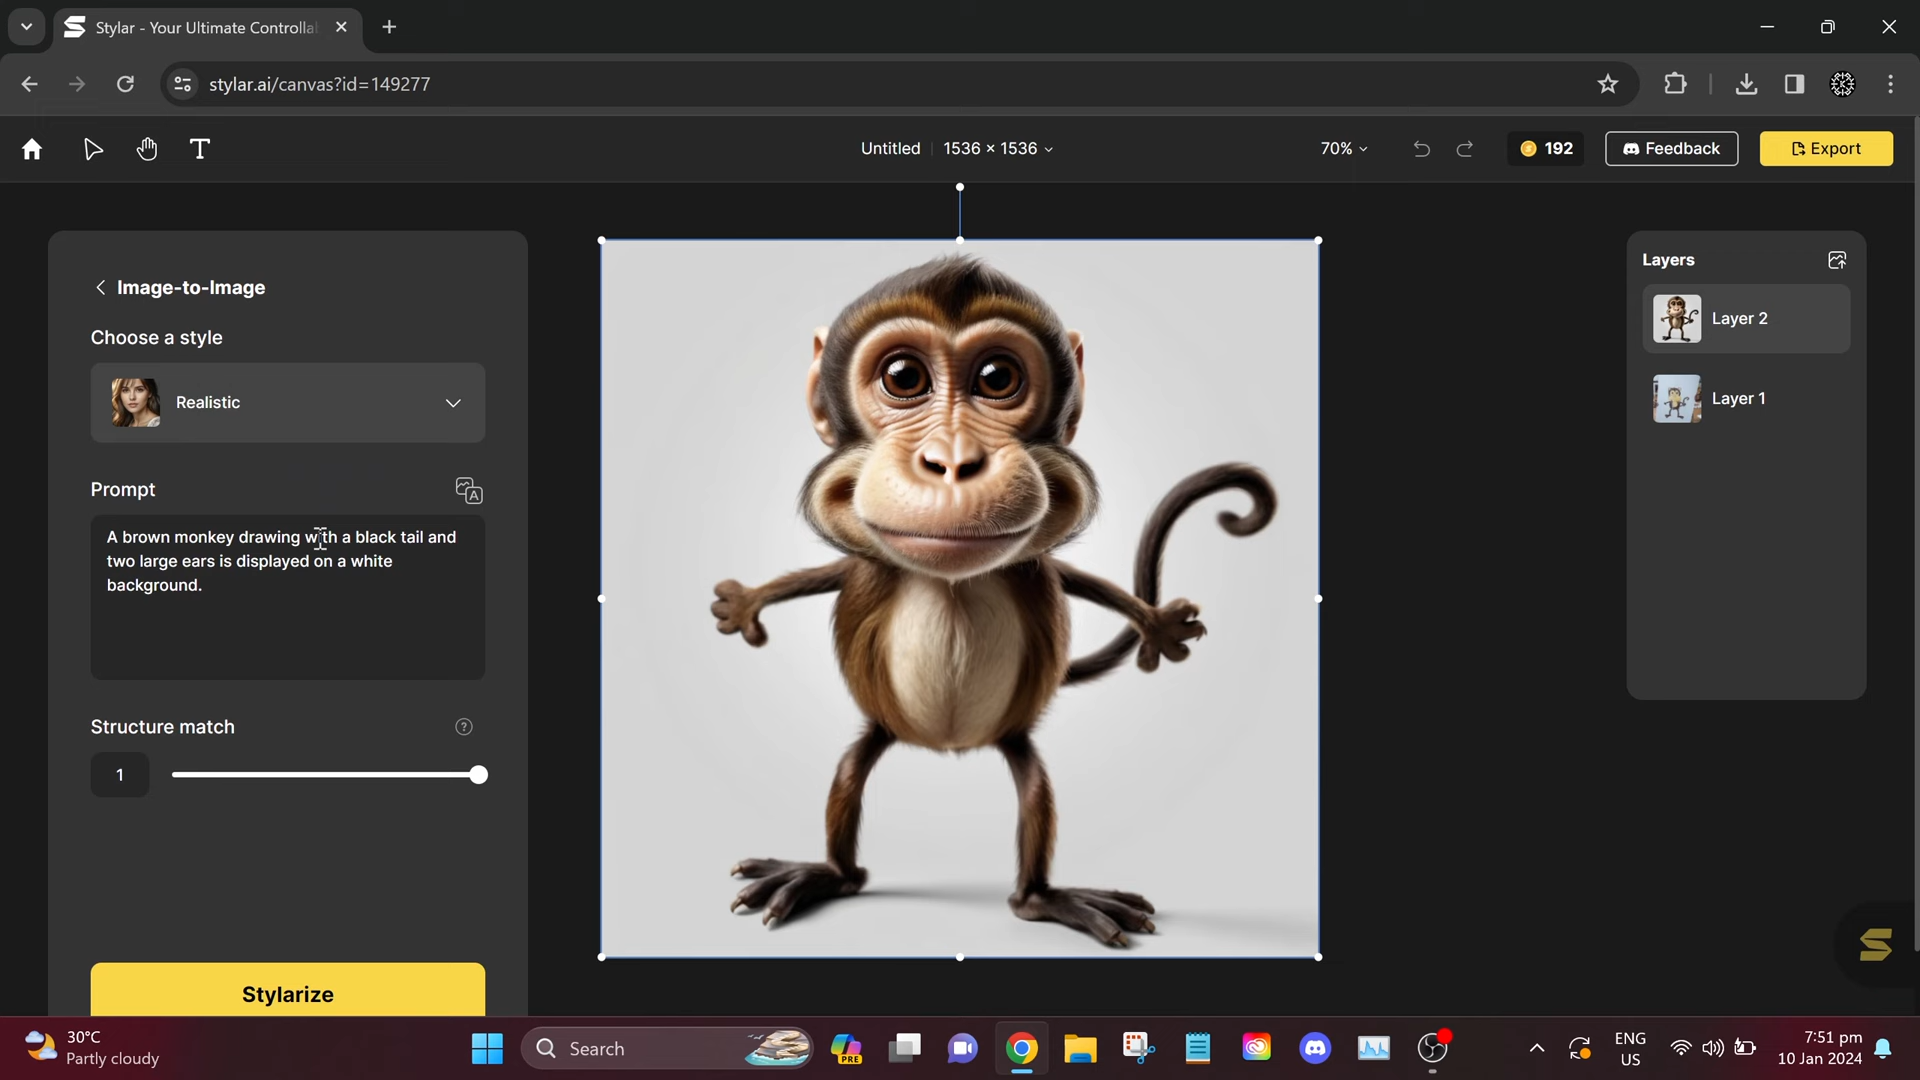 Stylar - Your Ultimate Controlla
stylar.ai/canvas?id=149277
T
Untitled
1536 × 1536
70%
192
Feedback
Export
Image-to-Image
Choose a style
Realistic
Prompt
A
A brown monkey drawing with a black tail and
two large ears is displayed on a white
background.
Structure match
?
1
Stylarize
Layers
Layer 2
Layer 1
30°C
Partly cloudy
Search
PRE
ENG
US
7:51 pm
10 Jan 2024